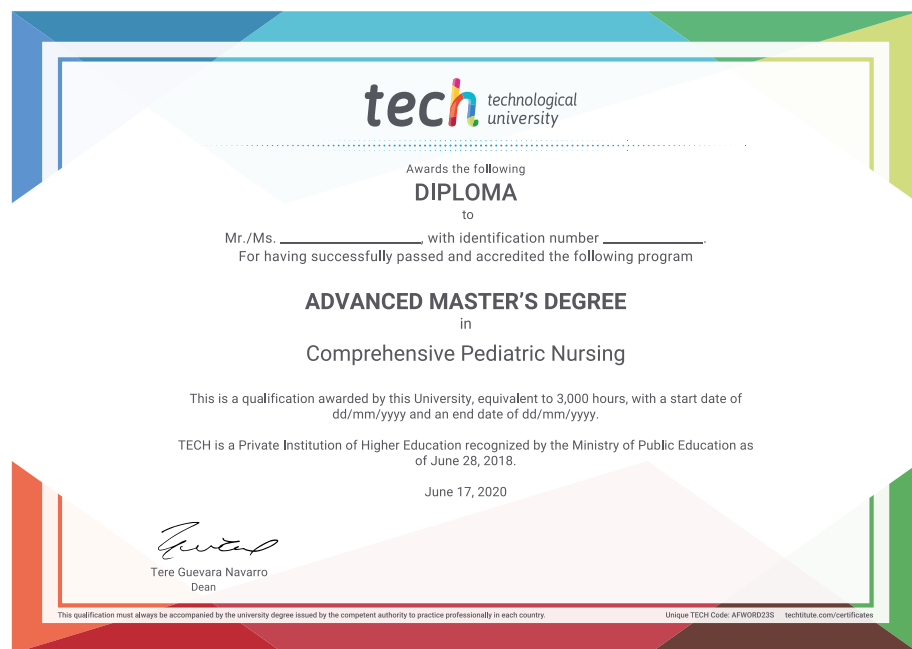 tech technological
university
Awards the following
DIPLOMA
to
Mr./Ms. ____________________, with identification number ______________.
For having successfully passed and accredited the following program
ADVANCED MASTER'S DEGREE
in
Comprehensive Pediatric Nursing
This is a qualification awarded by this University, equivalent to 3,000 hours, with a start date of
dd/mm/yyyy and an end date of dd/mm/yyyy.
TECH is a Private Institution of Higher Education recognized by the Ministry of Public Education as
of June 28, 2018.
June 17, 2020
Tere Guevara Navarro
Dean
This qualification must always be accompanied by the university degree issued by the competent authority to practice professionally in each country.
Unique TECH Code: AFWORD23S techtitute.com/certificates